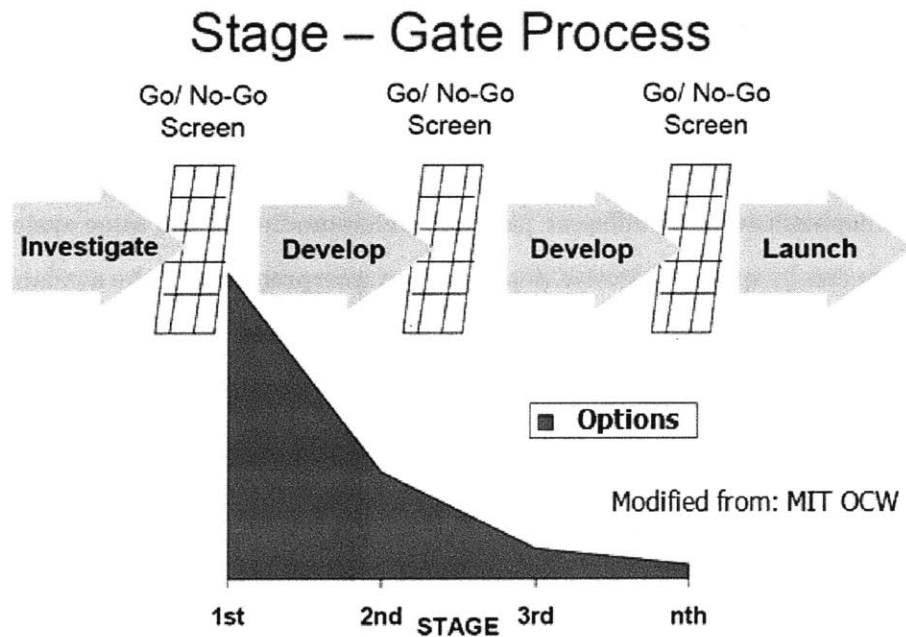 Stage – Gate Process
Go/ No-Go
Screen
Go/ No-Go
Screen
Go/ No-Go
Screen
Investigate
Develop
Develop
Launch
Options
Modified from: MIT OCW
1st
2nd
3rd
nth
STAGE